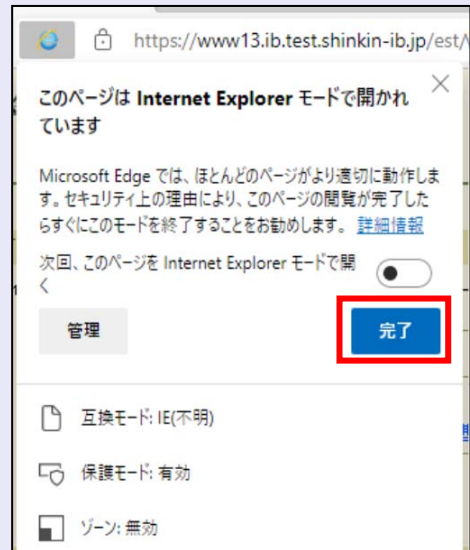 https://www13.ib.test.shinkin-ib.jp/est/
このページは Internet Explorer モードで開かれ
ています
Microsoft Edge では、ほとんどのページがより適切に動作しま
す。セキュリティ上の理由により、このページの閲覧が完了した
らすぐにこのモードを終了することをお勧めします。 詳細情報
次回、このページを Internet Explorer モードで開
く
管理
完了
互換モード: IE(不明)
保護モード: 有効
ゾーン: 無効